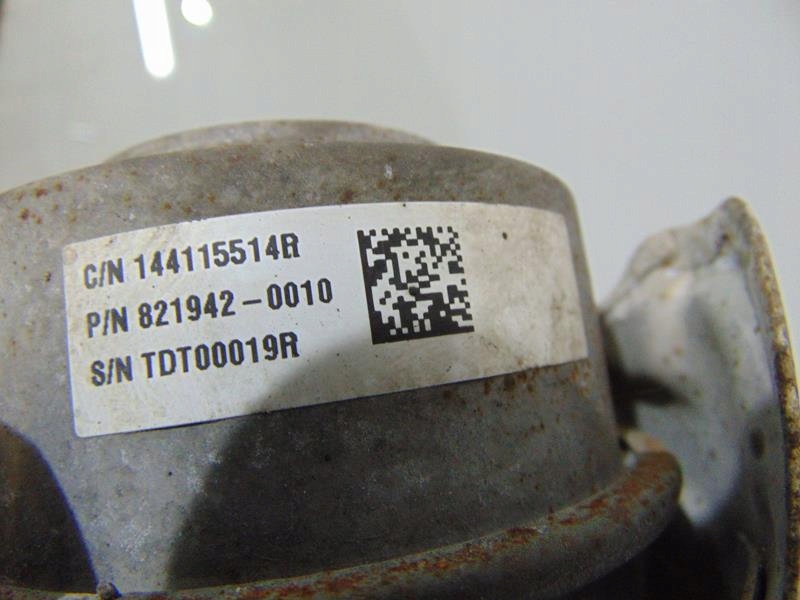 C/N 144115514R
P/N 821942-0010
S/N TDT00019R